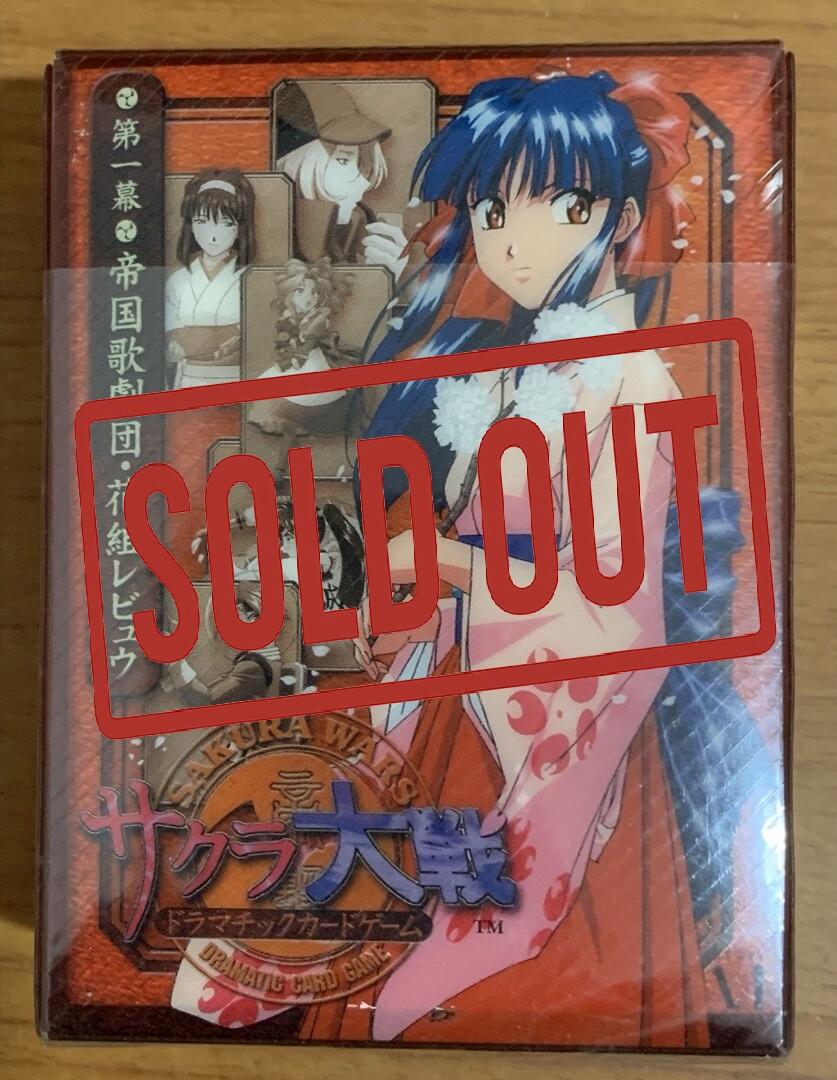 第一幕・帝国歌劇団・花組レビュウ
SOLD OUT
SAKURA WARS
サクラ大戦
TM
ドラマチックカードゲーム
DRAMATIC CARD GAME